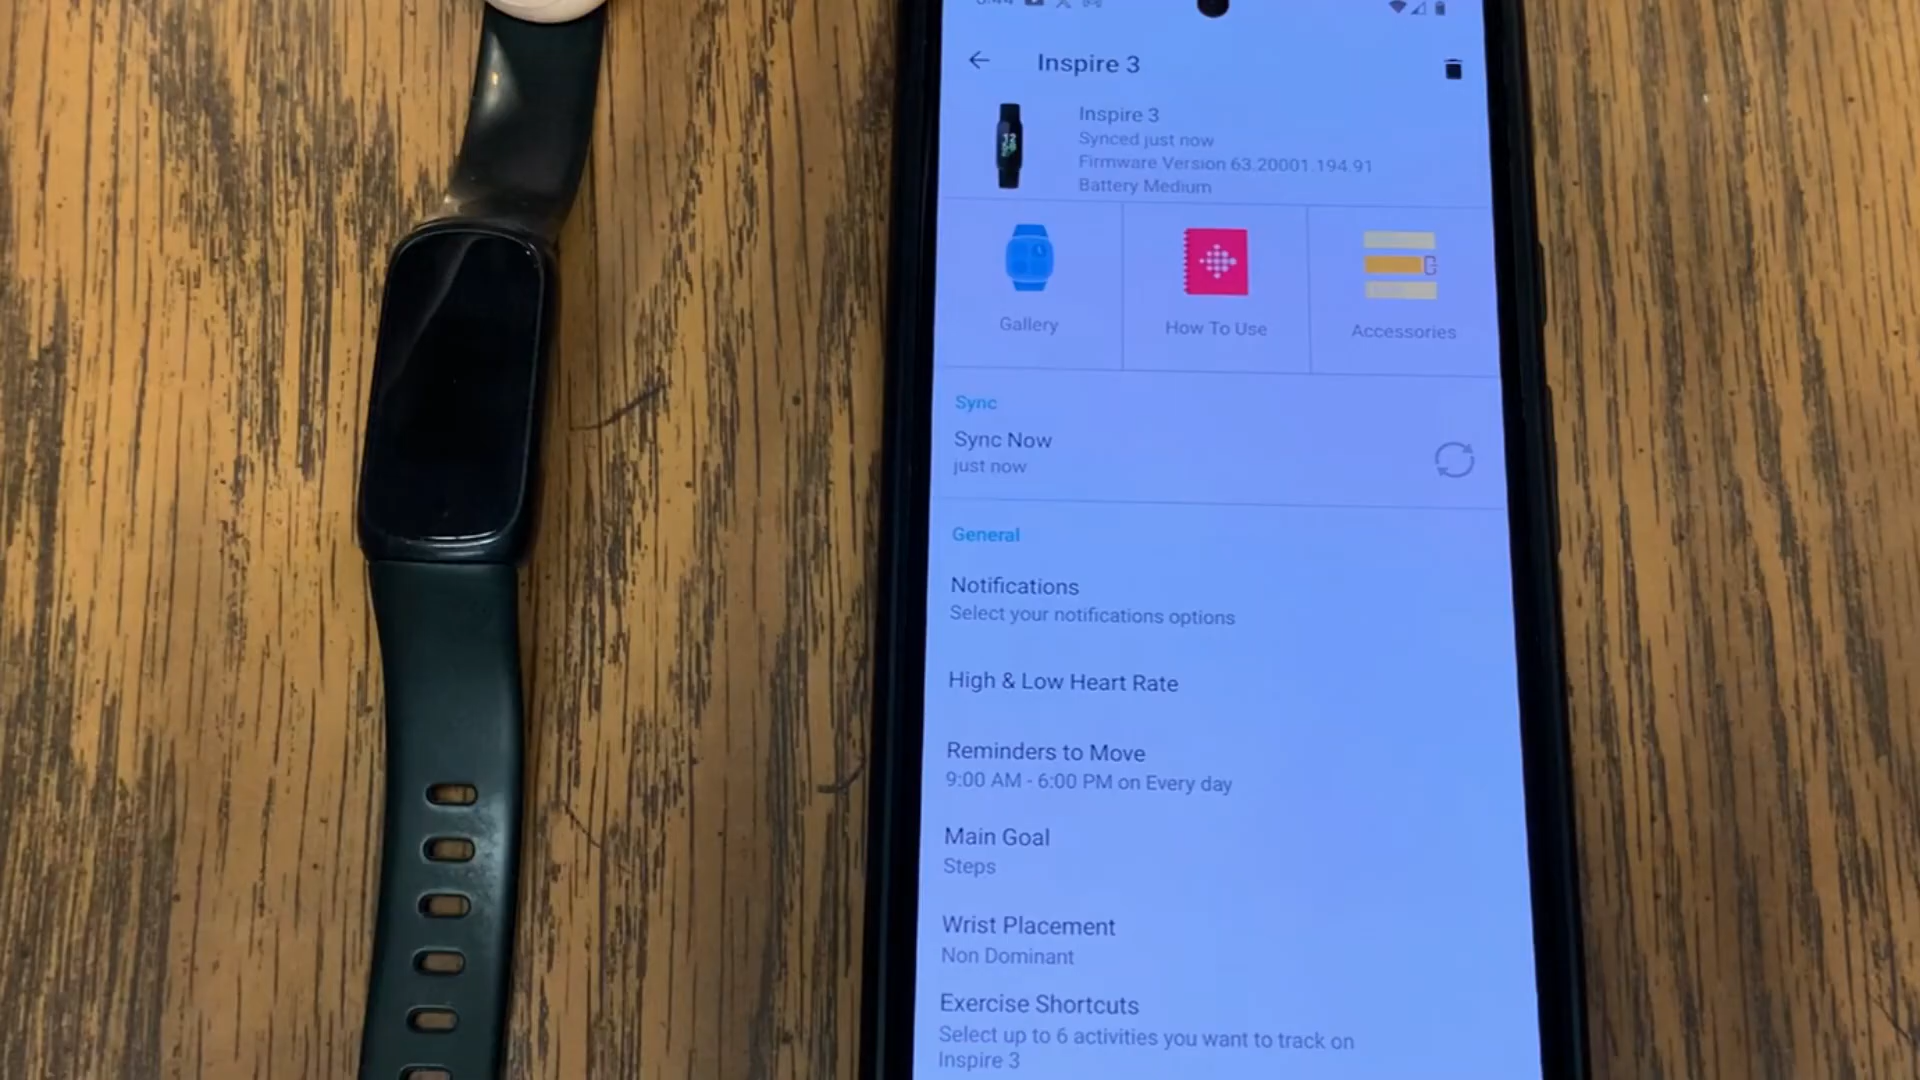 Inspire 3
Inspire 3
Synced just now
Firmware Version 63.20001.194.91
Battery Medium
Gallery
How To Use
Accessories
Sync
Sync Now
just now
General
Notifications
Select your notifications options
High & Low Heart Rate
Reminders to Move
9:00 AM - 6:00 PM on Every day
Main Goal
Steps
Wrist Placement
Non Dominant
Exercise Shortcuts
Select up to 6 activities you want to track on
Inspire 3